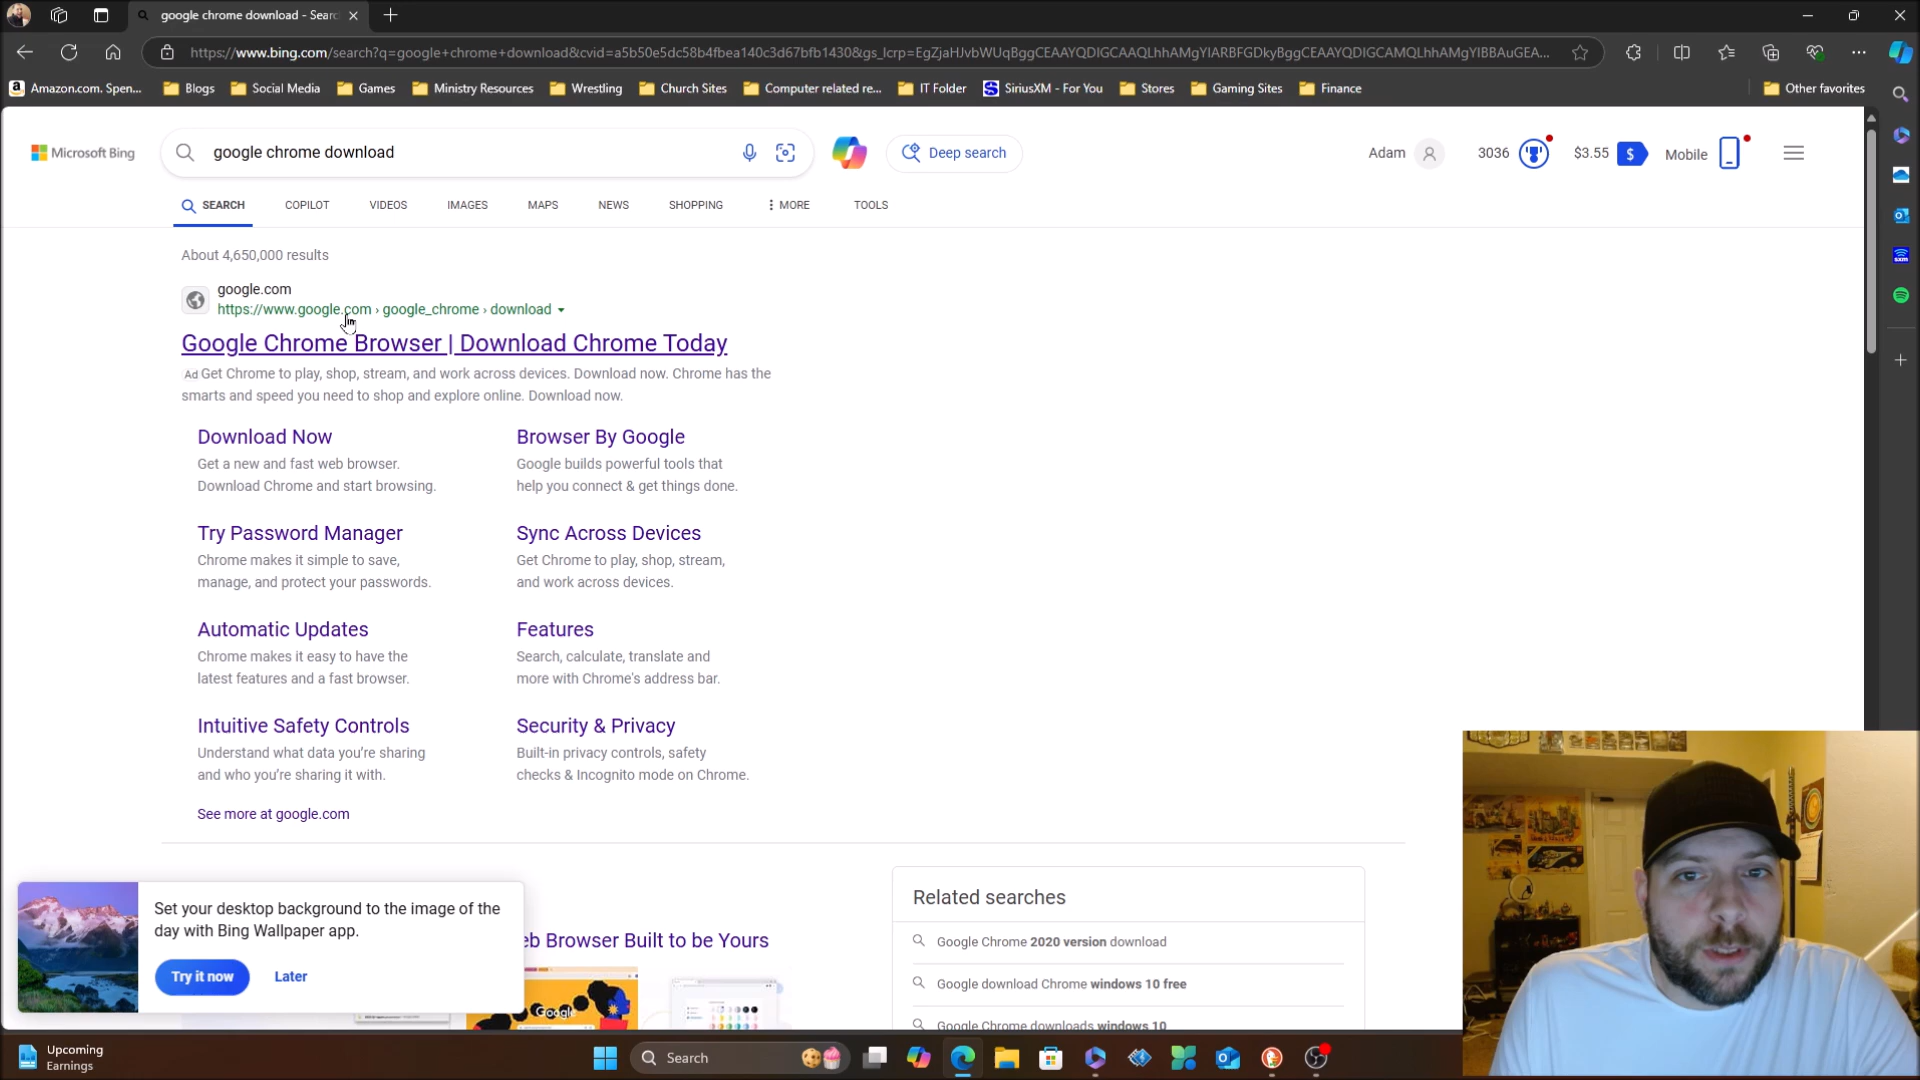 google chrome download - Searc
https://www.bing.com/search?q=google+chrome+download&cvid=a5b50e5dc58b4fbea140c3d67bfb1430&gs_lcrp=EgZjaHJvbWUqBggCEAAYQDIGCAAQLhhAMgYIARBFGDkyBggCEAAYQDIGCAMQLhhAMgYIBBAuGEA...
Amazon.com. Spen... Blogs Social Media Games Ministry Resources Wrestling Church Sites Computer related re... IT Folder SiriusXM - For You Stores Gaming Sites Finance Other favorites
Microsoft Bing google chrome download Deep search Adam 3036 $3.55 $ Mobile
SEARCH COPILOT VIDEOS IMAGES MAPS NEWS SHOPPING MORE TOOLS
About 4,650,000 results
google.com
https://www.google.com › google_chrome › download
Google Chrome Browser | Download Chrome Today
Ad Get Chrome to play, shop, stream, and work across devices. Download now. Chrome has the
smarts and speed you need to shop and explore online. Download now.
Download Now
Get a new and fast web browser.
Download Chrome and start browsing.
Browser By Google
Google builds powerful tools that
help you connect & get things done.
Try Password Manager
Chrome makes it simple to save,
manage, and protect your passwords.
Sync Across Devices
Get Chrome to play, shop, stream,
and work across devices.
Automatic Updates
Chrome makes it easy to have the
latest features and a fast browser.
Features
Search, calculate, translate and
more with Chrome's address bar.
Intuitive Safety Controls
Understand what data you're sharing
and who you're sharing it with.
Security & Privacy
Built-in privacy controls, safety
checks & Incognito mode on Chrome.
See more at google.com
Set your desktop background to the image of the
day with Bing Wallpaper app.
Try it now Later
eb Browser Built to be Yours
Google
Related searches
Google Chrome 2020 version download
Google download Chrome windows 10 free
Google Chrome downloads windows 10
Upcoming
Earnings
Search
sxm